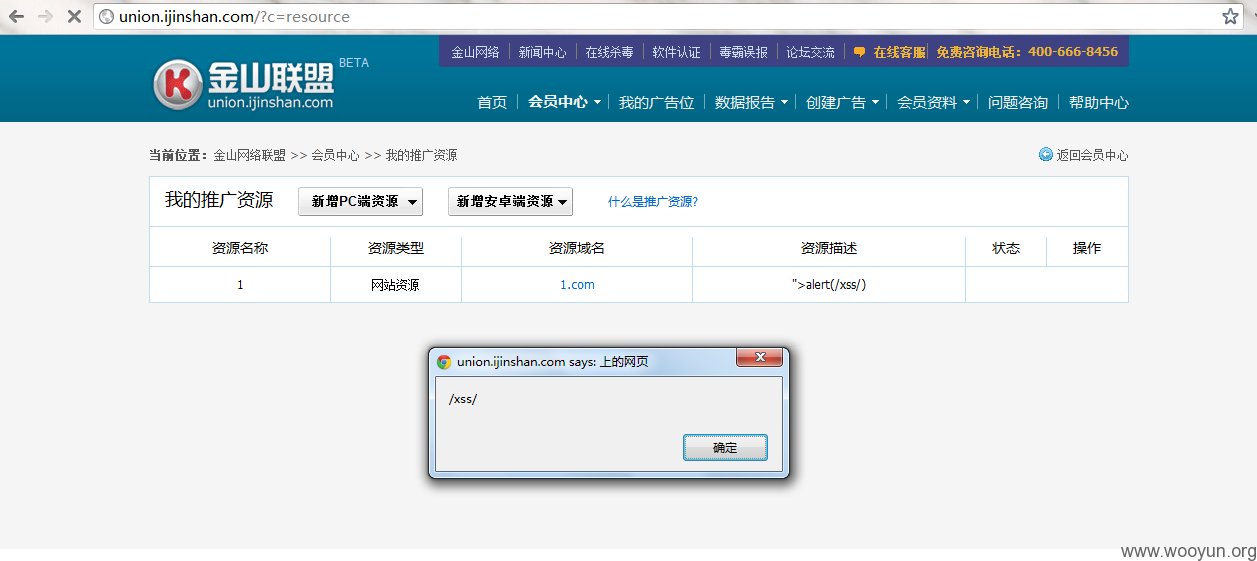 union.ijinshan.com/?c=resource
金山网络 新闻中心 在线杀毒 软件认证 毒霸误报 论坛交流 在线客服 免费咨询电话：400-666-8456
金山联盟 BETA
union.ijinshan.com
首页 会员中心 我的广告位 数据报告 创建广告 会员资料 问题咨询 帮助中心
当前位置：金山网络联盟 >> 会员中心 >> 我的推广资源 返回会员中心
我的推广资源 新增PC端资源 新增安卓端资源 什么是推广资源?
资源名称 资源类型 资源域名 资源描述 状态 操作
1 网站资源 1.com ">alert(/xss/)
union.ijinshan.com says: 上的网页
/xss/
确定
www.wooyun.org